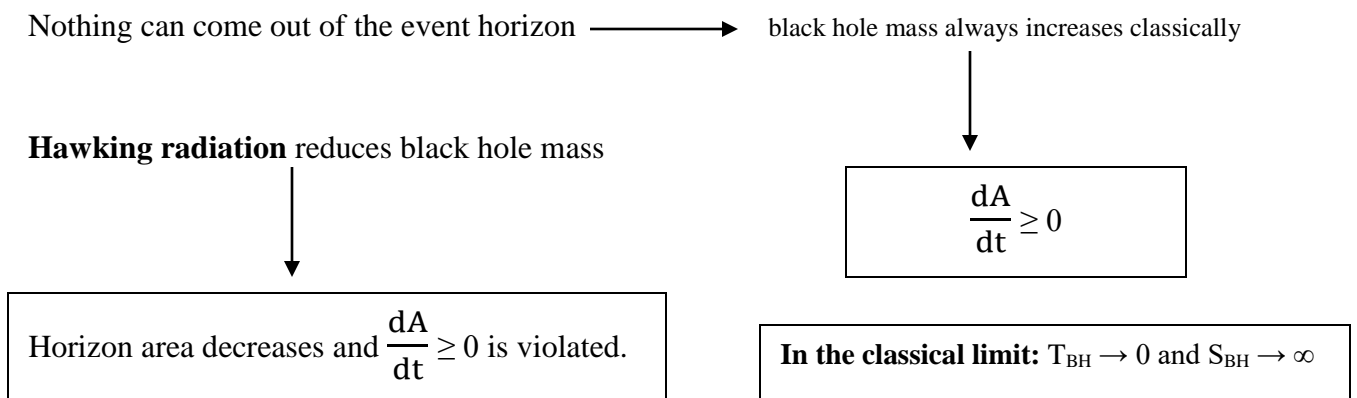 Nothing can come out of the event horizon
black hole mass always increases classically
Hawking radiation reduces black hole mass
dA/dt ≥ 0
Horizon area decreases and dA/dt ≥ 0 is violated.
In the classical limit: T_BH → 0 and S_BH → ∞